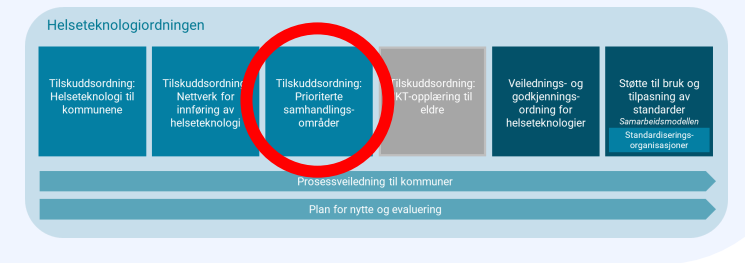 Helseteknologiordningen
Tilskuddsordning:
Helseteknologi til
kommunene
Tilskuddsordning
Nettverk for
innføring av
helseteknologi
Tilskuddsordning:
Prioriterte
samhandlings-
områder
Tilskuddsordning:
KT-opplæring til
eldre
Veilednings- og
godkjennings-
ordning for
helseteknologier
Støtte til bruk og
tilpasning av
standarder
Samarbeidsmodellen
Standardiserings-
organisasjoner
Prosessveiledning til kommuner
Plan for nytte og evaluering